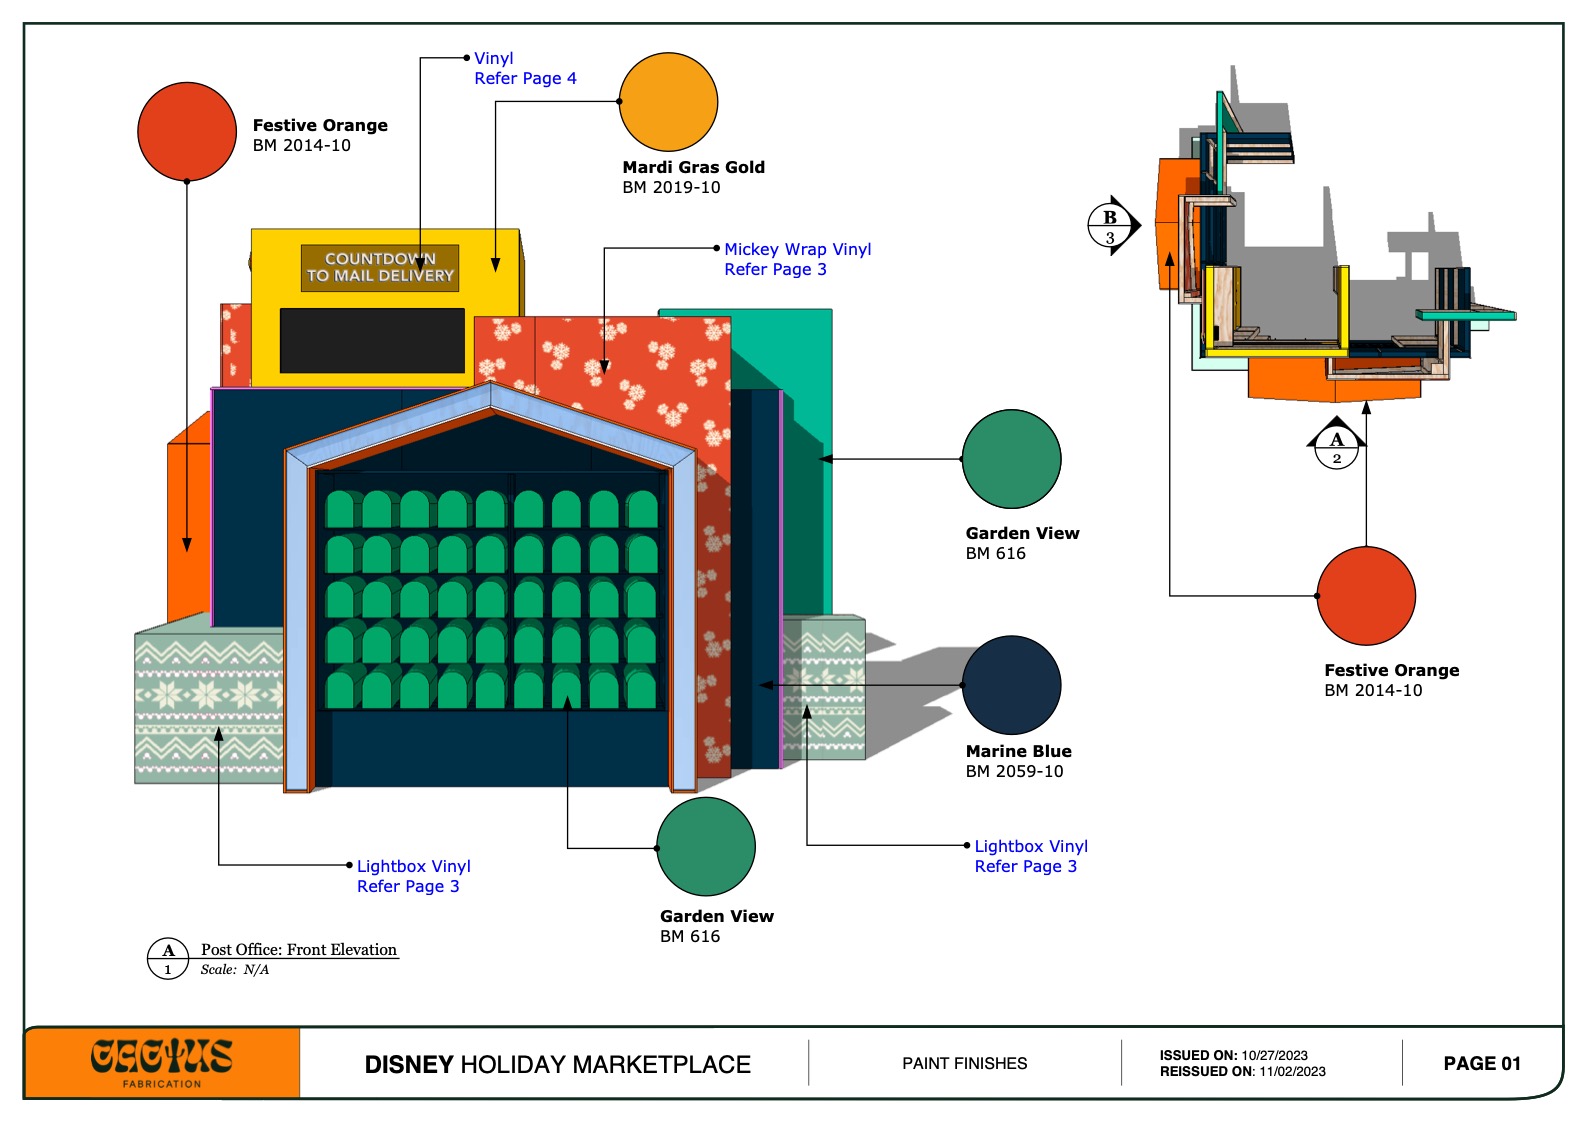 Vinyl
Refer Page 4
Festive Orange
BM 2014-10
Mardi Gras Gold
BM 2019-10
COUNTDOWN
TO MAIL DELIVERY
Mickey Wrap Vinyl
Refer Page 3
B
3
A
2
Garden View
BM 616
Festive Orange
BM 2014-10
Marine Blue
BM 2059-10
Lightbox Vinyl
Refer Page 3
Lightbox Vinyl
Refer Page 3
Garden View
BM 616
A
1
Post Office: Front Elevation
Scale: N/A
CACTUS
FABRICATION
DISNEY HOLIDAY MARKETPLACE
PAINT FINISHES
ISSUED ON: 10/27/2023
REISSUED ON: 11/02/2023
PAGE 01